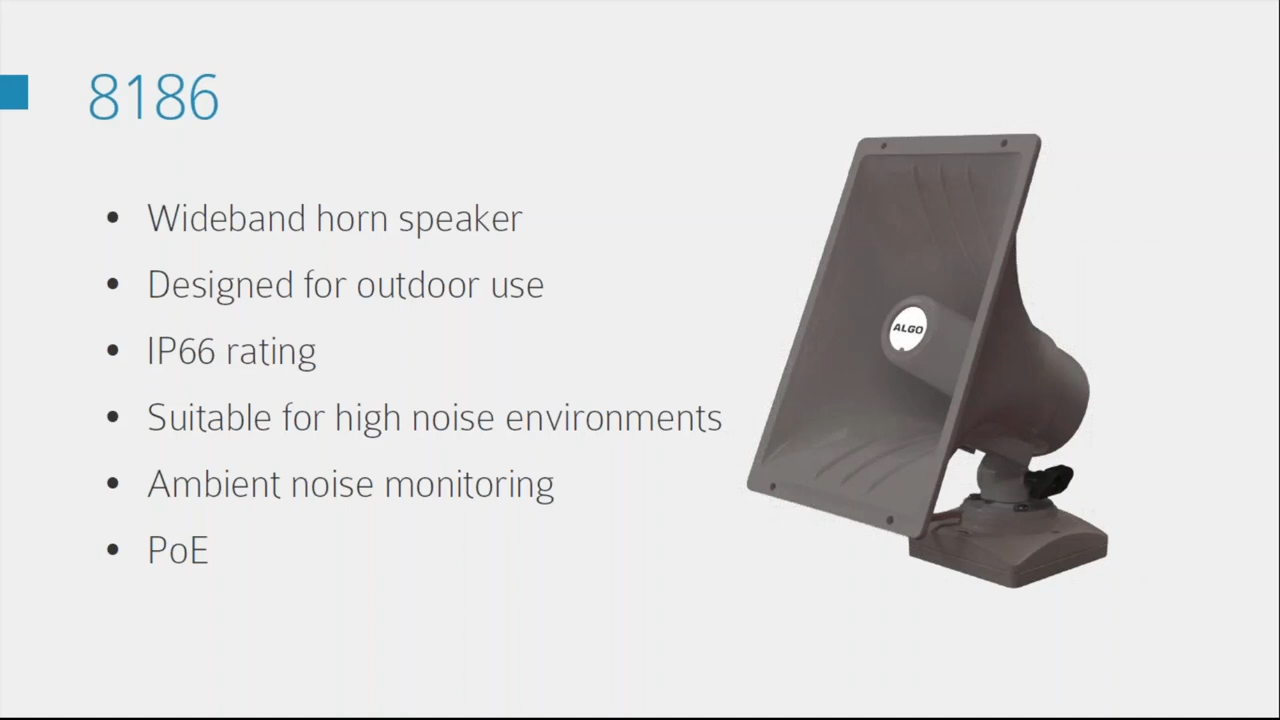 8186
• Wideband horn speaker
• Designed for outdoor use
• IP66 rating
• Suitable for high noise environments
• Ambient noise monitoring
• PoE
ALGO